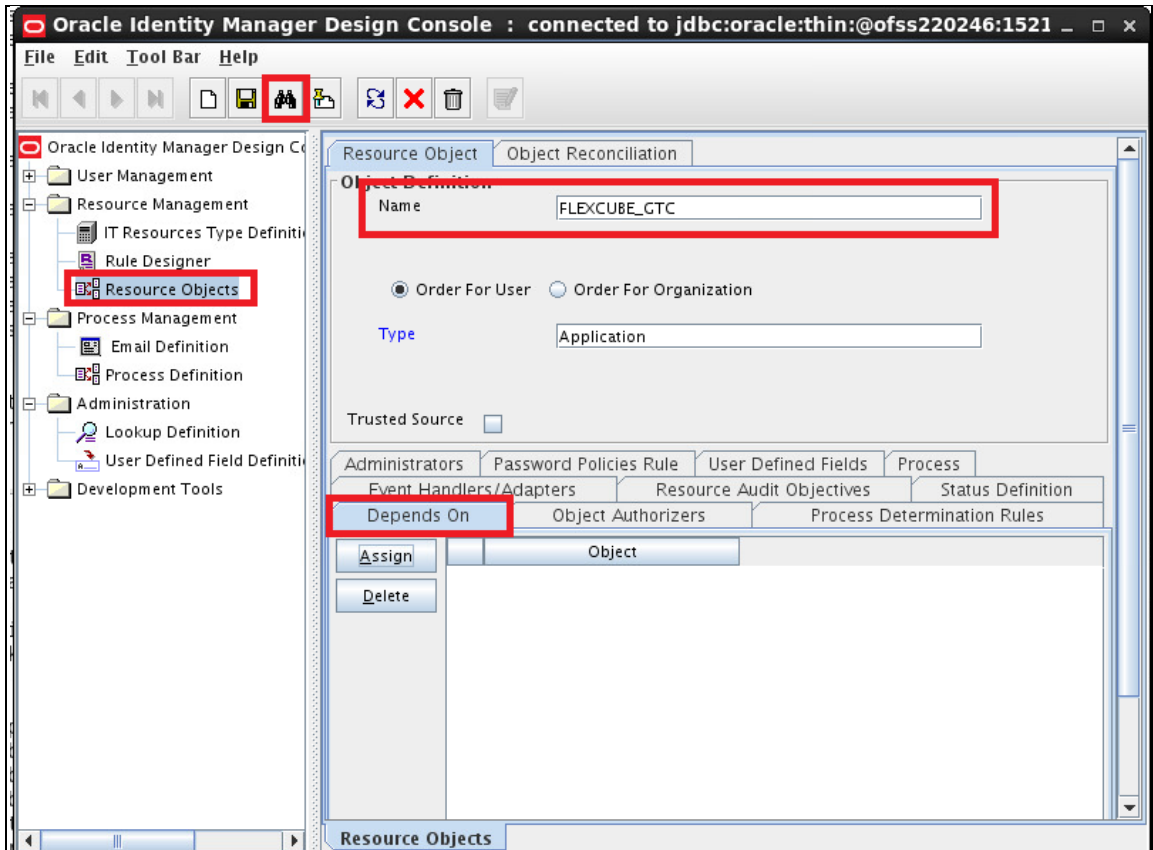 Oracle Identity Manager Design Console : connected to jdbc:oracle:thin:@ofss220246:1521
File Edit Tool Bar Help
Oracle Identity Manager Design Co
User Management
Resource Management
IT Resources Type Definiti
Rule Designer
Resource Objects
Process Management
Email Definition
Process Definition
Administration
Lookup Definition
User Defined Field Definiti
Development Tools
Resource Object Object Reconciliation
Object Definition
Name FLEXCUBE_GTC
Order For User Order For Organization
Type Application
Trusted Source
Administrators Password Policies Rule User Defined Fields Process
Event Handlers/Adapters Resource Audit Objectives Status Definition
Depends On Object Authorizers Process Determination Rules
Assign Object
Delete
Resource Objects